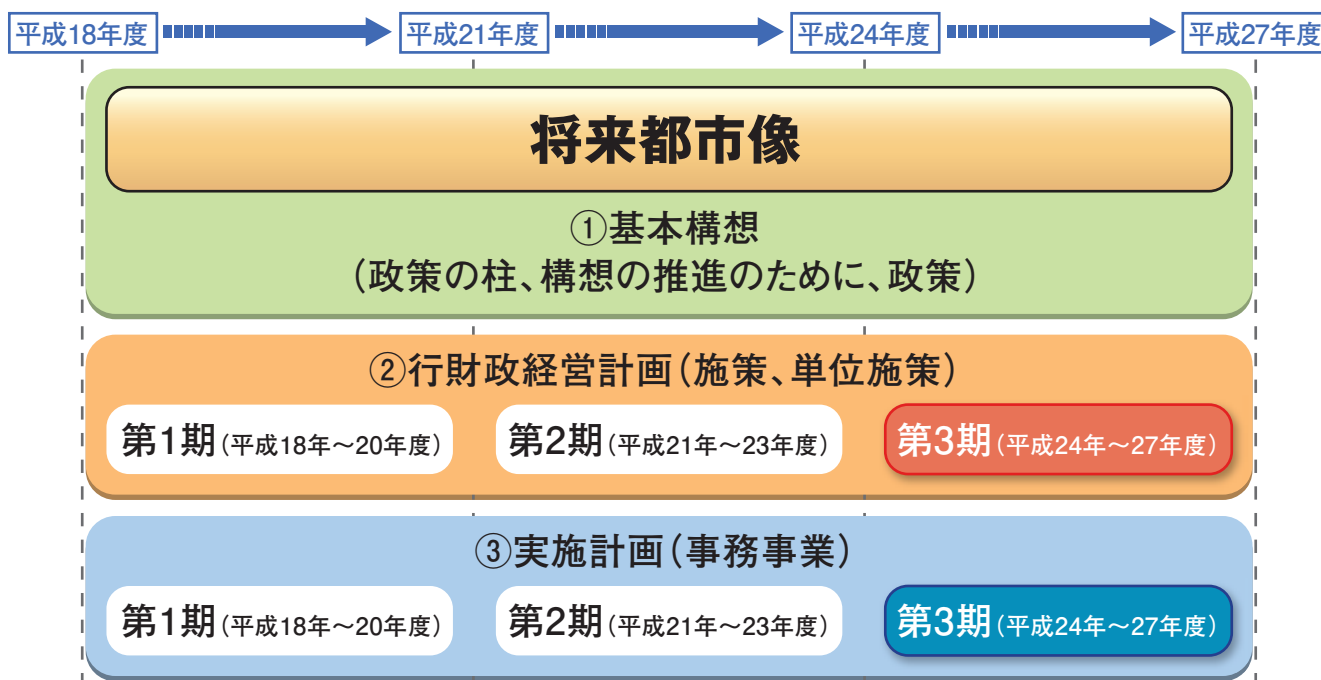 平成18年度 平成21年度 平成24年度 平成27年度
将来都市像
①基本構想
（政策の柱、構想の推進のために、政策）
②行財政経営計画（施策、単位施策）
第1期（平成18年～20年度） 第2期（平成21年～23年度） 第3期（平成24年～27年度）
③実施計画（事務事業）
第1期（平成18年～20年度） 第2期（平成21年～23年度） 第3期（平成24年～27年度）